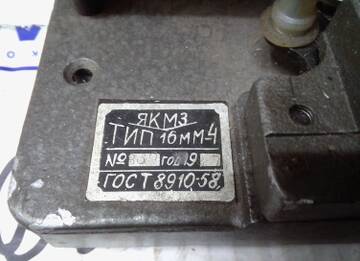 ЯКМЗ
ТИП 16мм-4
№ год 19
ГОСТ 8910-58